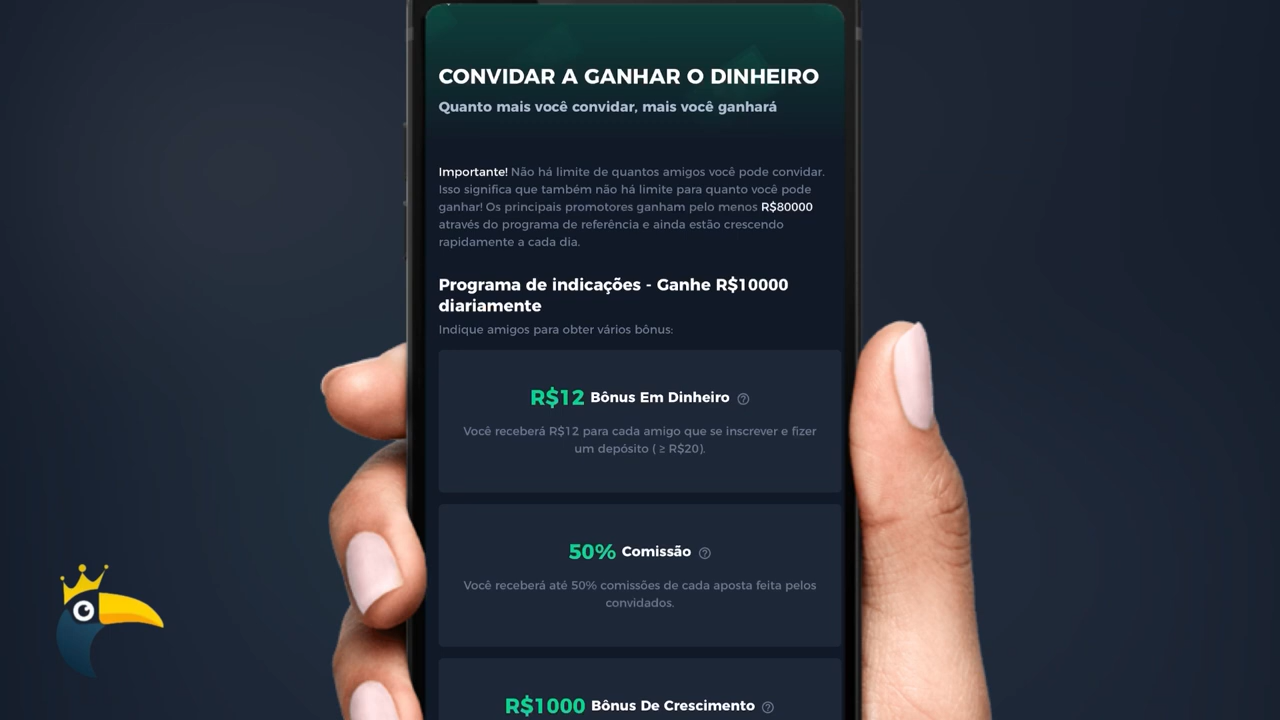 CONVIDAR A GANHAR O DINHEIRO
Quanto mais você convidar, mais você ganhará
Importante! Não há limite de quantos amigos você pode convidar.
Isso significa que também não há limite para quanto você pode
ganhar! Os principais promotores ganham pelo menos R$80000
através do programa de referência e ainda estão crescendo
rapidamente a cada dia.
Programa de indicações - Ganhe R$10000
diariamente
Indique amigos para obter vários bônus:
R$12 Bônus Em Dinheiro
Você receberá R$12 para cada amigo que se inscrever e fizer
um depósito ( ≥ R$20).
50% Comissão
Você receberá até 50% comissões de cada aposta feita pelos
convidados.
R$1000 Bônus De Crescimento